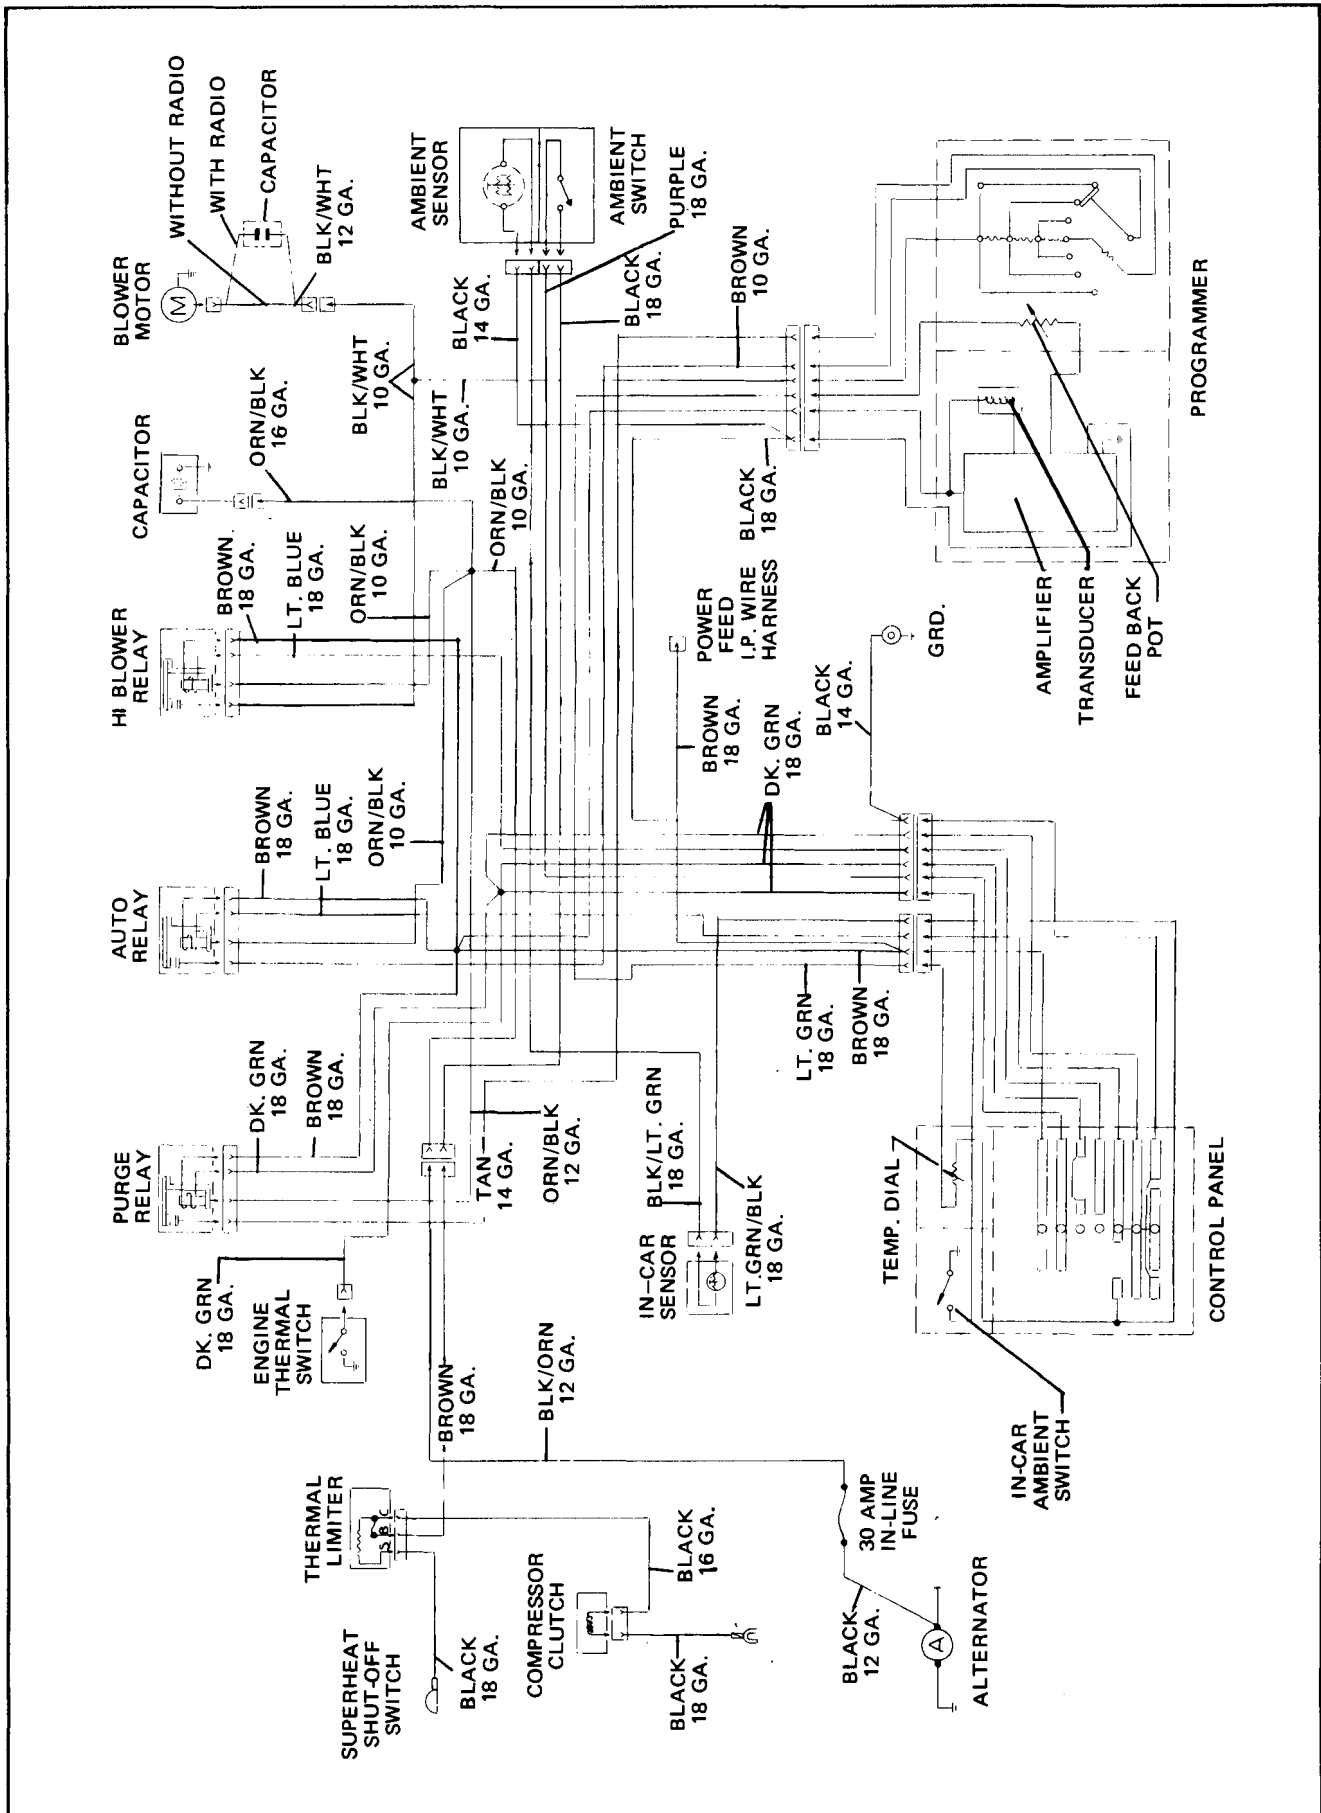 SUPERHEAT
SHUT-OFF
SWITCH
BLACK
18 GA.
THERMAL
LIMITER
S B C
COMPRESSOR
CLUTCH
BLACK
18 GA.
BLACK
16 GA.
BLACK
12 GA.
30 AMP
IN-LINE
FUSE
A
ALTERNATOR
DK. GRN
18 GA.
ENGINE
THERMAL
SWITCH
BROWN
18 GA.
BLK/ORN
12 GA.
PURGE
RELAY
DK. GRN
18 GA.
BROWN
18 GA.
TAN
14 GA.
ORN/BLK
12 GA.
IN-CAR
SENSOR
BLK/LT. GRN
18 GA.
LT.GRN/BLK
18 GA.
TEMP. DIAL
CONTROL PANEL
IN-CAR
AMBIENT
SWITCH
AUTO
RELAY
BROWN
18 GA.
LT. BLUE
18 GA.
ORN/BLK
10 GA.
LT. GRN
18 GA.
BROWN
18 GA.
HI BLOWER
RELAY
BROWN.
18 GA.
LT. BLUE
18 GA.
ORN/BLK
10 GA.
ORN/BLK
10 GA.
BROWN
18 GA.
DK. GRN
18 GA.
BLACK
14 GA.
GRD.
POWER
FEED
I.P. WIRE
HARNESS
BLACK
18 GA.
CAPACITOR
ORN/BLK
16 GA.
BLK/WHT
10 GA.
BLK/WHT
10 GA.
BLOWER
MOTOR
M
WITHOUT RADIO
WITH RADIO
CAPACITOR
BLK/WHT
12 GA.
AMBIENT
SENSOR
AMBIENT
SWITCH
PURPLE
18 GA.
BLACK
14 GA.
BLACK
18 GA.
BROWN
10 GA.
AMPLIFIER
TRANSDUCER
FEED BACK
POT
PROGRAMMER